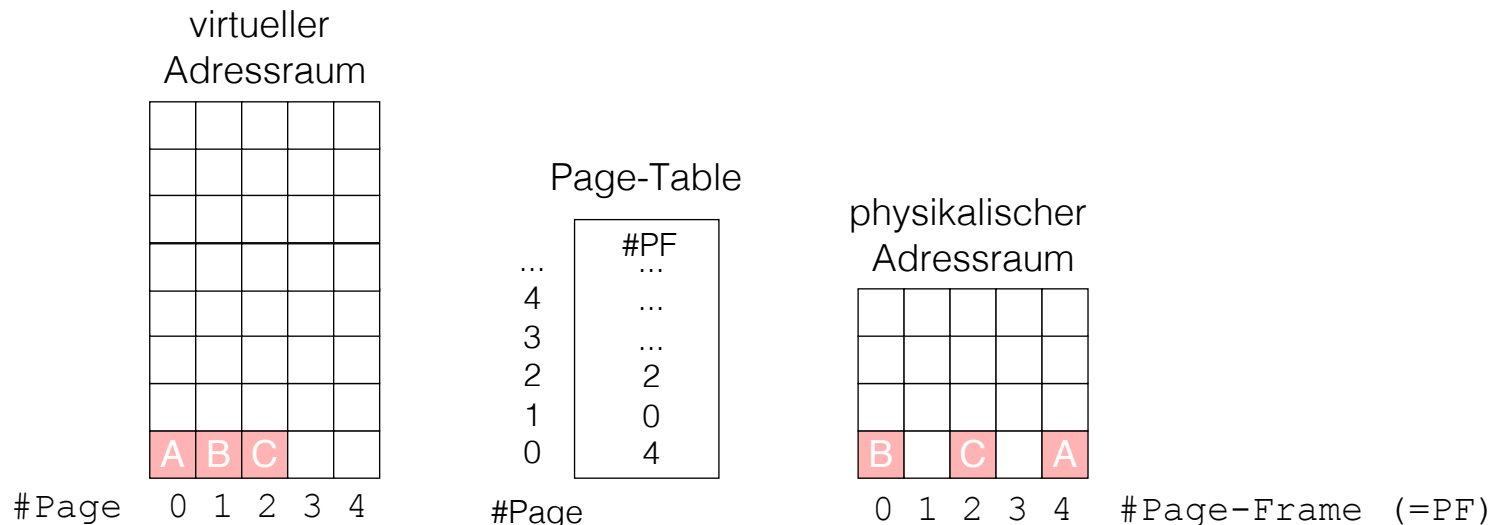 virtueller
Adressraum
A B C
#Page 0 1 2 3 4
Page-Table
#PF
... ...
4 ...
3 ...
2 2
1 0
0 4
#Page
physikalischer
Adressraum
B C A
0 1 2 3 4 #Page-Frame (=PF)